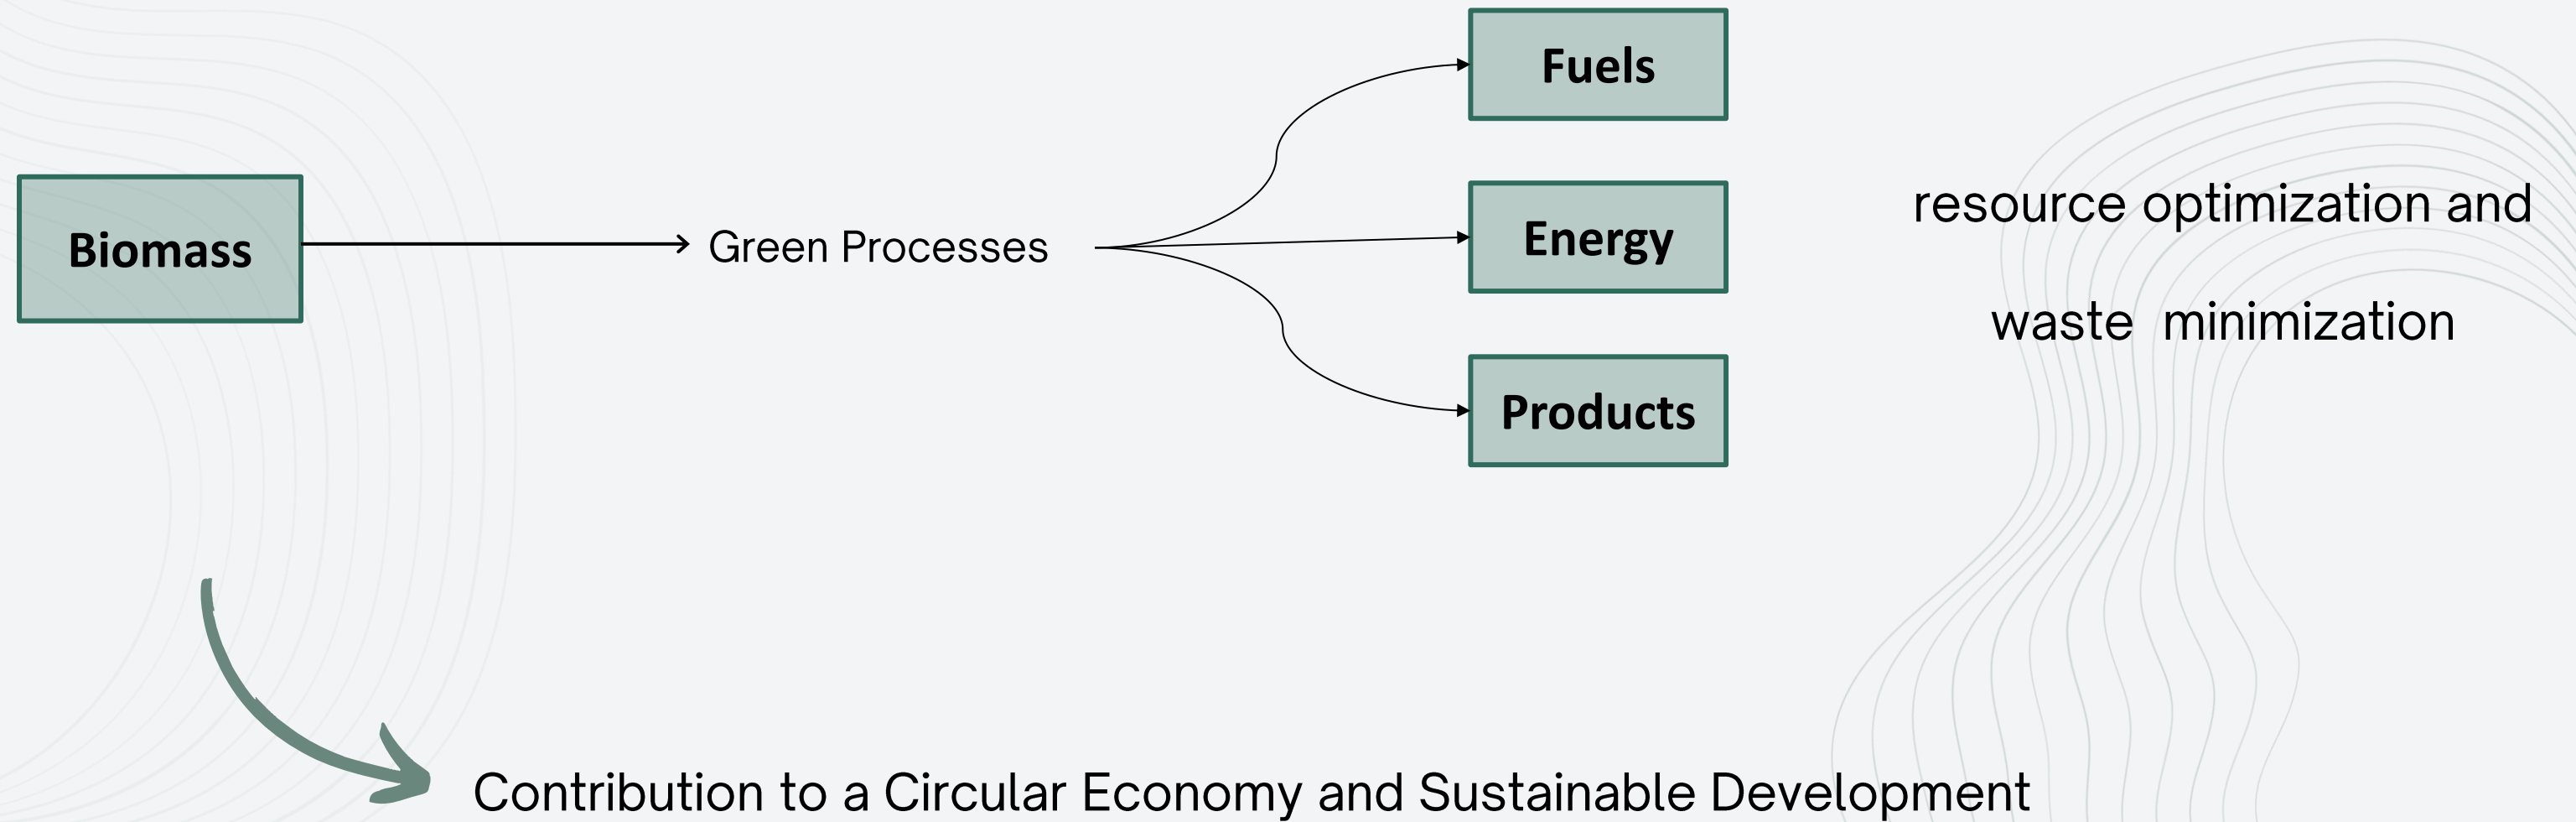 Biomass
Green Processes
Fuels
Energy
Products
resource optimization and
waste minimization
Contribution to a Circular Economy and Sustainable Development